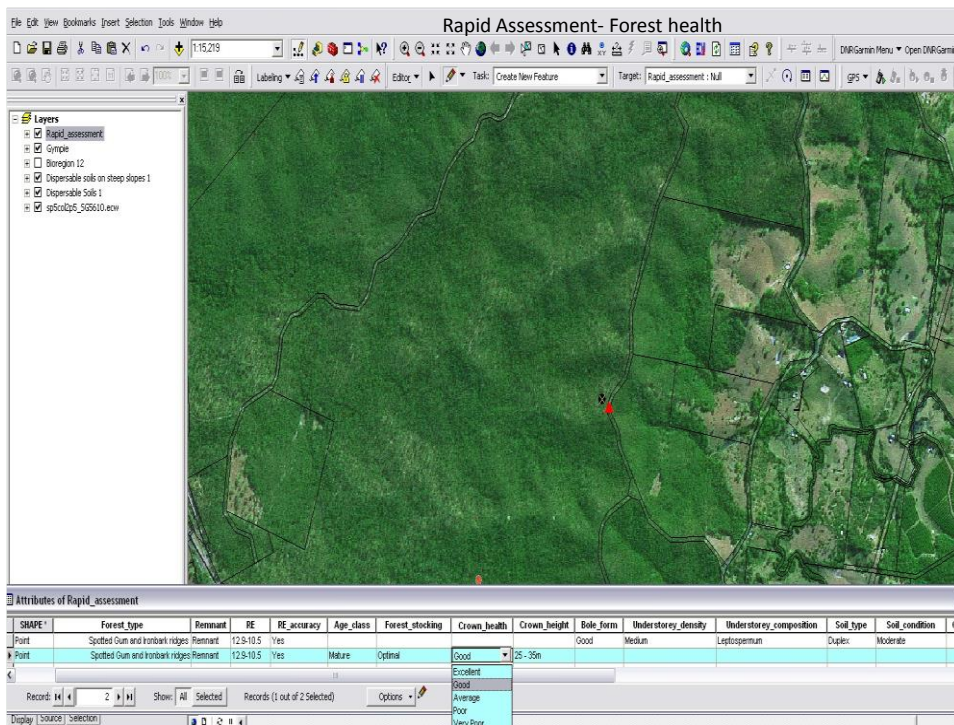 Rapid Assessment- Forest health
File Edit View Bookmarks Insert Selection Tools Window Help
1:15,219
DNRGarmin Menu Open DNRGarmi
100%
Labeling
Editor
Task: Create New Feature
Target: Rapid_assessment : Null
GPS
Layers
Rapid_assessment
Gympie
Bioregion 12
Dispersable soils on steep slopes 1
Dispersable Soils 1
sp5col2p5_SG5610.ecw
Attributes of Rapid_assessment
SHAPE * Forest_type Remnant RE RE_accuracy Age_class Forest_stocking Crown_health Crown_height Bole_form Understorey_density Understorey_composition Soil_type Soil_condition
Point Spotted Gum and Ironbark ridges Remnant 12.9-10.5 Yes Good Medium Leptospermum Duplex Moderate
Point Spotted Gum and Ironbark ridges Remnant 12.9-10.5 Yes Mature Optimal Good 25 - 35m
Excellent
Good
Average
Poor
Very Poor
Record: 2 Show: All Selected Records (1 out of 2 Selected) Options
Display Source Selection